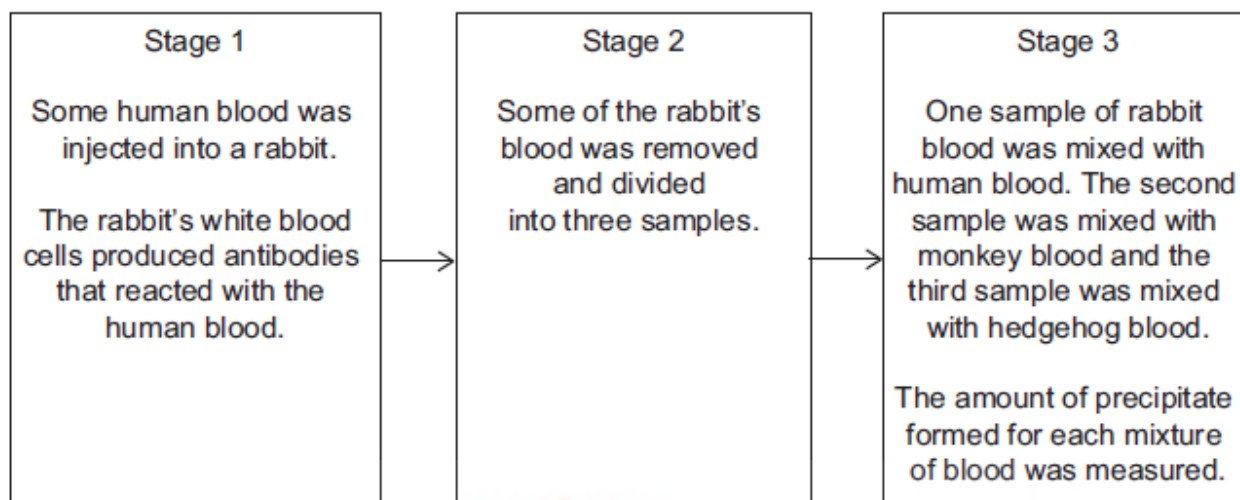 Stage 1
Some human blood was
injected into a rabbit.
The rabbit's white blood
cells produced antibodies
that reacted with the
human blood.
Stage 2
Some of the rabbit's
blood was removed
and divided
into three samples.
Stage 3
One sample of rabbit
blood was mixed with
human blood. The second
sample was mixed with
monkey blood and the
third sample was mixed
with hedgehog blood.
The amount of precipitate
formed for each mixture
of blood was measured.